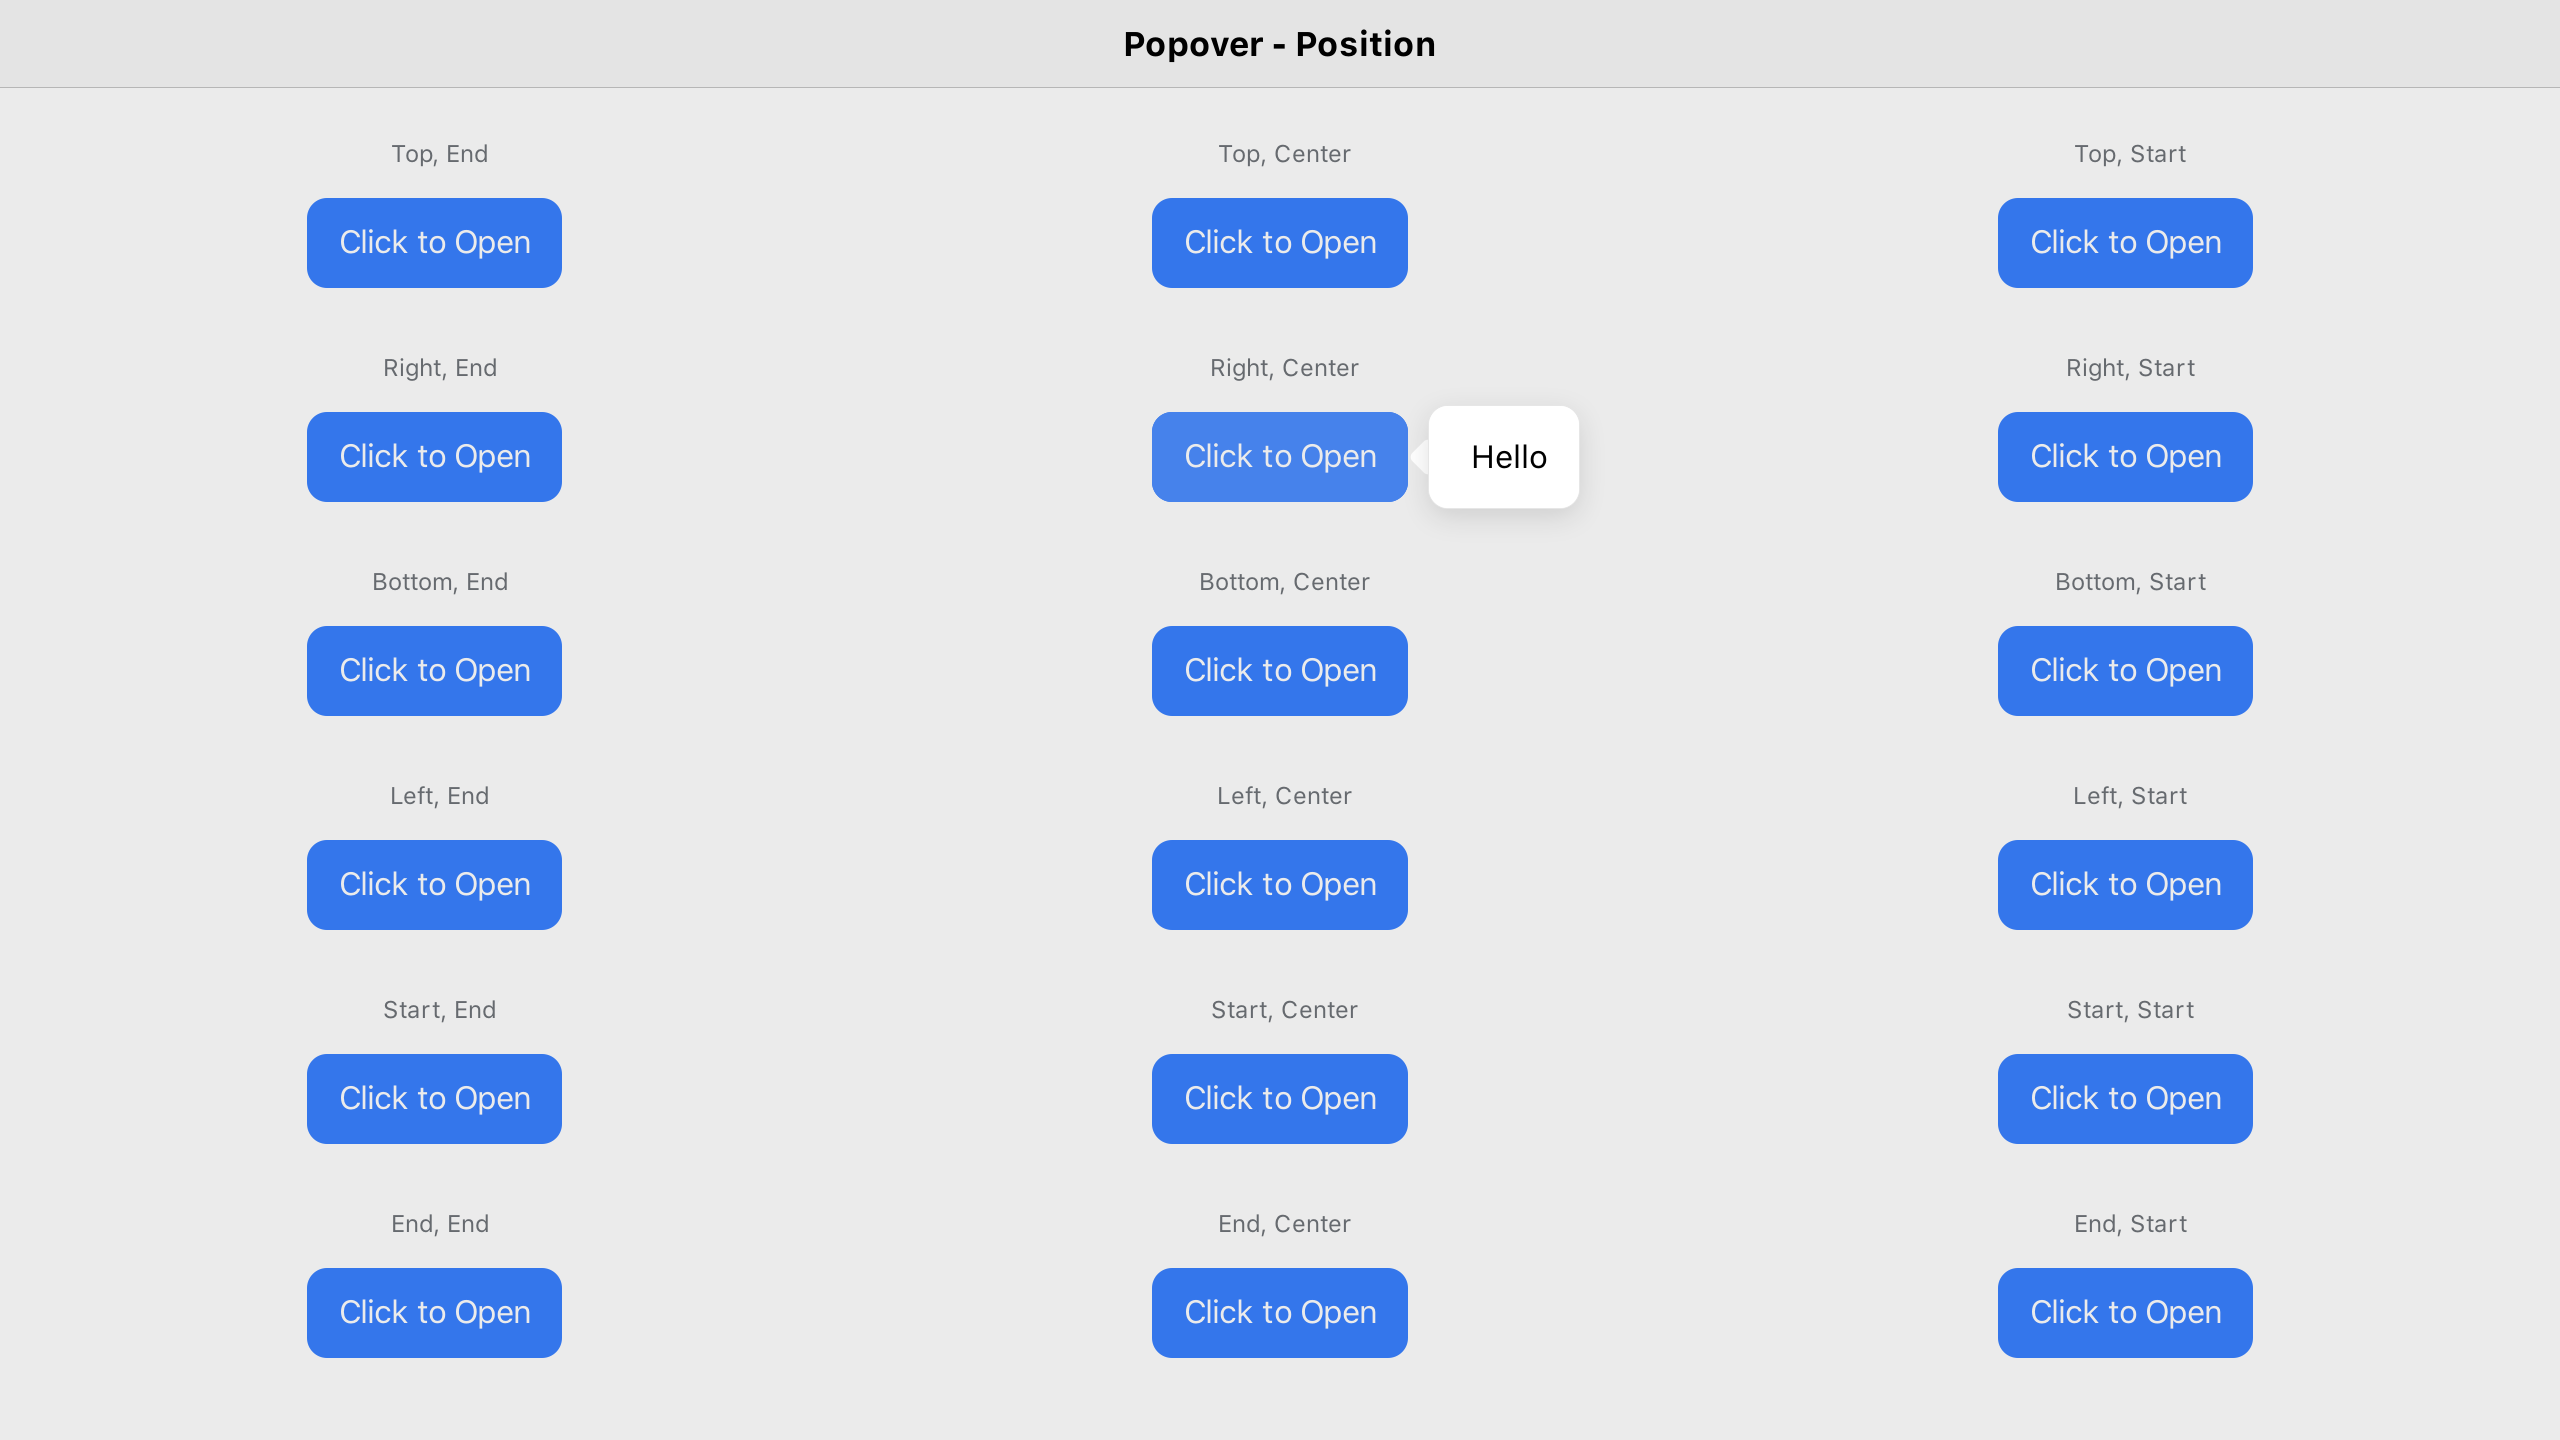 Popover - Position
Top, End
Top, Center
Top, Start
Click to Open
Click to Open
Click to Open
Right, End
Right, Center
Right, Start
Click to Open
Click to Open
Hello
Click to Open
Bottom, End
Bottom, Center
Bottom, Start
Click to Open
Click to Open
Click to Open
Left, End
Left, Center
Left, Start
Click to Open
Click to Open
Click to Open
Start, End
Start, Center
Start, Start
Click to Open
Click to Open
Click to Open
End, End
End, Center
End, Start
Click to Open
Click to Open
Click to Open